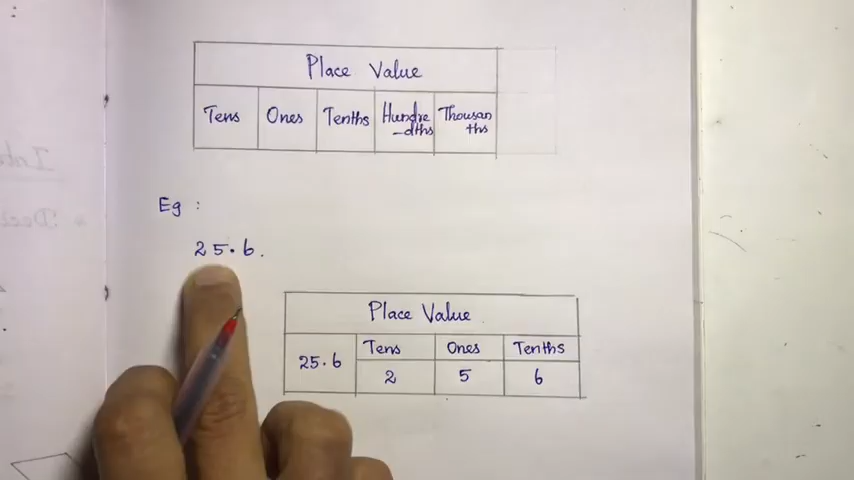 Place Value
Tens Ones Tenths Hundre Thousan
-dths ths
Eg :
25.6.
Place Value
25.6 Tens Ones Tenths
2 5 6